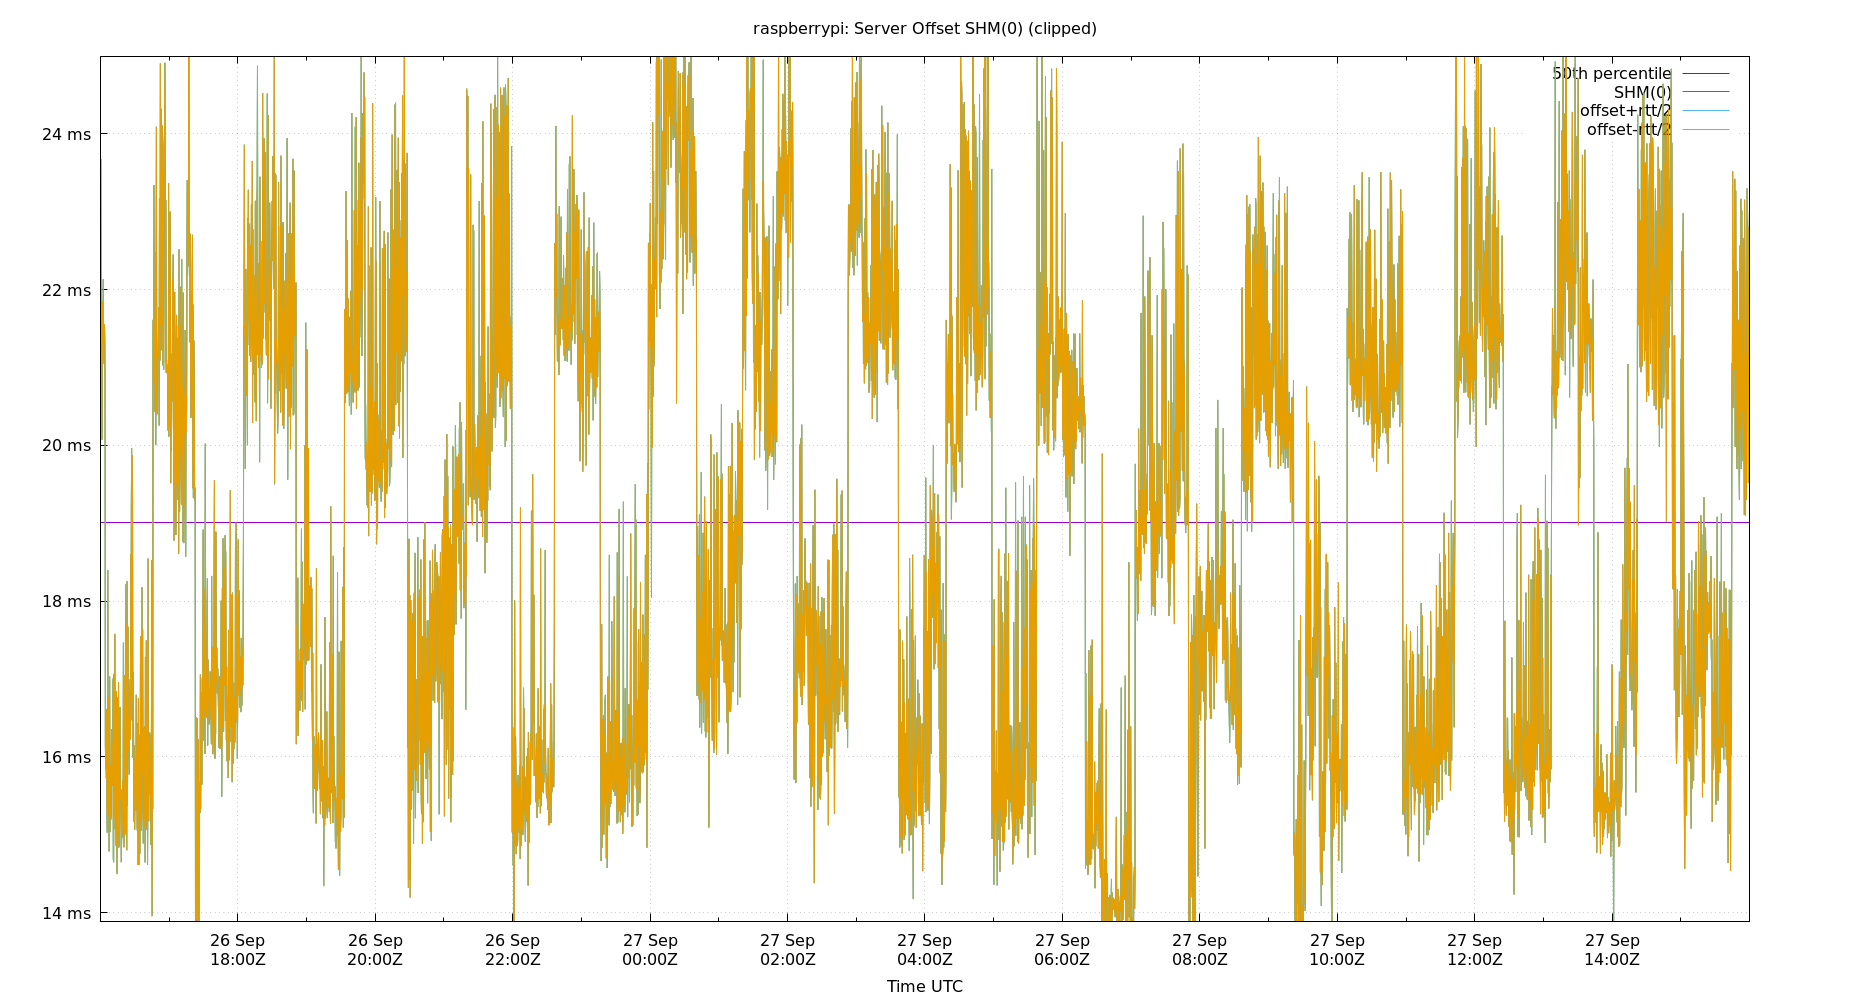 raspberrypi: Server Offset SHM(0) (clipped)
50th percentile
SHM(0)
offset+rtt/2
offset-rtt/2
24 ms
22 ms
20 ms
18 ms
16 ms
14 ms
26 Sep 26 Sep 26 Sep 27 Sep 27 Sep 27 Sep 27 Sep 27 Sep 27 Sep 27 Sep 27 Sep
18:00Z 20:00Z 22:00Z 00:00Z 02:00Z 04:00Z 06:00Z 08:00Z 10:00Z 12:00Z 14:00Z
Time UTC